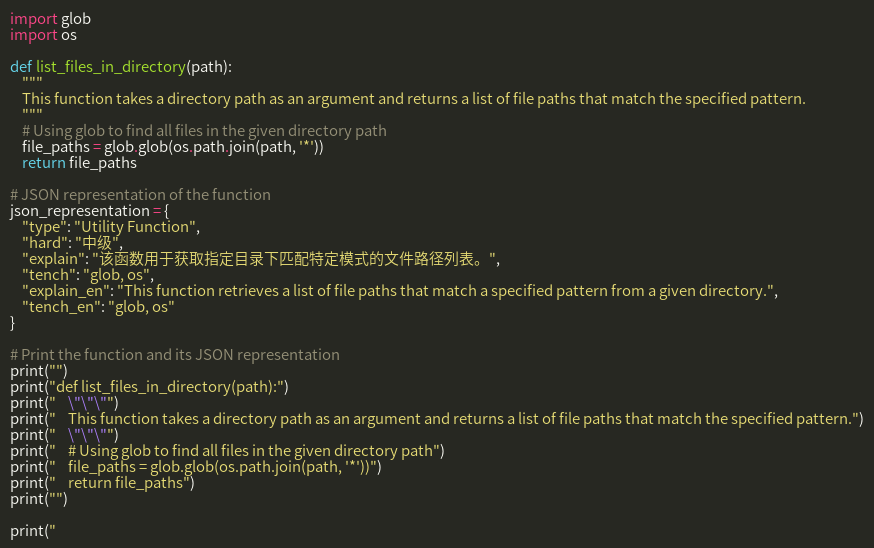 import glob
import os

def list_files_in_directory(path):
    """
    This function takes a directory path as an argument and returns a list of file paths that match the specified pattern.
    """
    # Using glob to find all files in the given directory path
    file_paths = glob.glob(os.path.join(path, '*'))
    return file_paths

# JSON representation of the function
json_representation = {
    "type": "Utility Function",
    "hard": "中级",
    "explain": "该函数用于获取指定目录下匹配特定模式的文件路径列表。",
    "tench": "glob, os",
    "explain_en": "This function retrieves a list of file paths that match a specified pattern from a given directory.",
    "tench_en": "glob, os"
}

# Print the function and its JSON representation
print("")
print("def list_files_in_directory(path):")
print("    \"\"\"")
print("    This function takes a directory path as an argument and returns a list of file paths that match the specified pattern.")
print("    \"\"\"")
print("    # Using glob to find all files in the given directory path")
print("    file_paths = glob.glob(os.path.join(path, '*'))")
print("    return file_paths")
print("")

print("